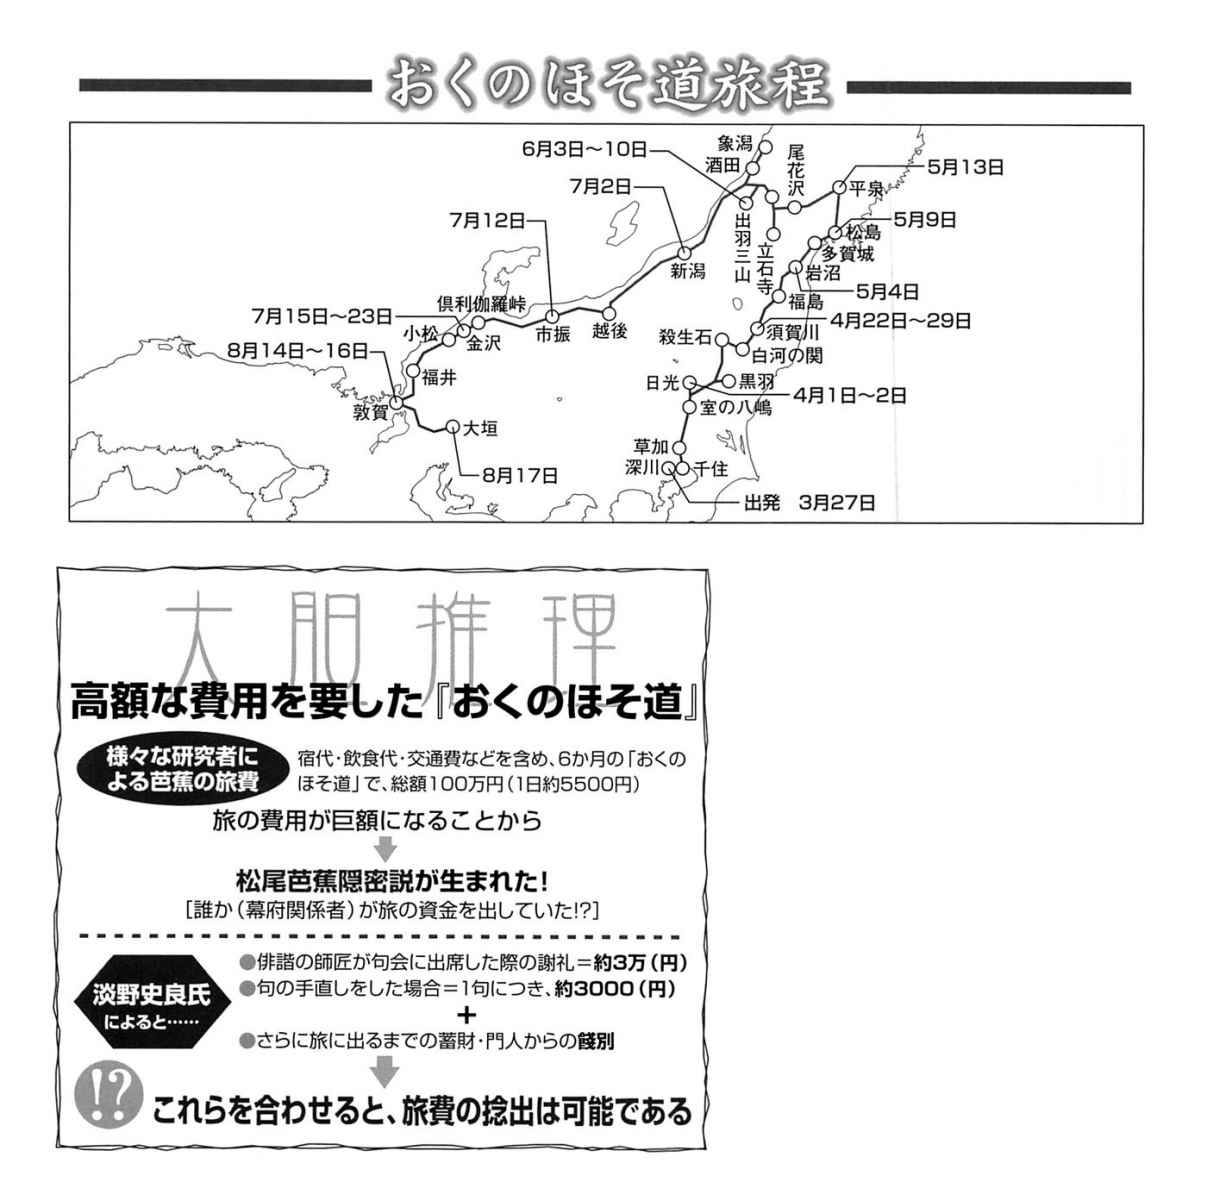 おくのほそ道旅程
象潟
6月3日～10日
酒田
尾花沢
5月13日
7月2日
平泉
7月12日
出羽三山
5月9日
松島
多賀城
立石寺
新潟
岩沼
5月4日
福島
倶利伽羅峠
7月15日～23日
小松
金沢
市振
越後
4月22日～29日
殺生石
須賀川
8月14日～16日
白河の関
福井
日光
黒羽
4月1日～2日
敦賀
室の八嶋
大垣
草加
深川
千住
8月17日
出発　3月27日
大胆推理
高額な費用を要した『おくのほそ道』
様々な研究者に
よる芭蕉の旅費
宿代・飲食代・交通費などを含め、6か月の「おくの
ほそ道」で、総額100万円（1日約5500円）
旅の費用が巨額になることから
松尾芭蕉隠密説が生まれた！
［誰か（幕府関係者）が旅の資金を出していた!?］
淡野史良氏
によると……
●俳諧の師匠が句会に出席した際の謝礼＝約3万（円）
●句の手直しをした場合＝1句につき、約3000（円）
＋
●さらに旅に出るまでの蓄財・門人からの餞別
!?
これらを合わせると、旅費の捻出は可能である